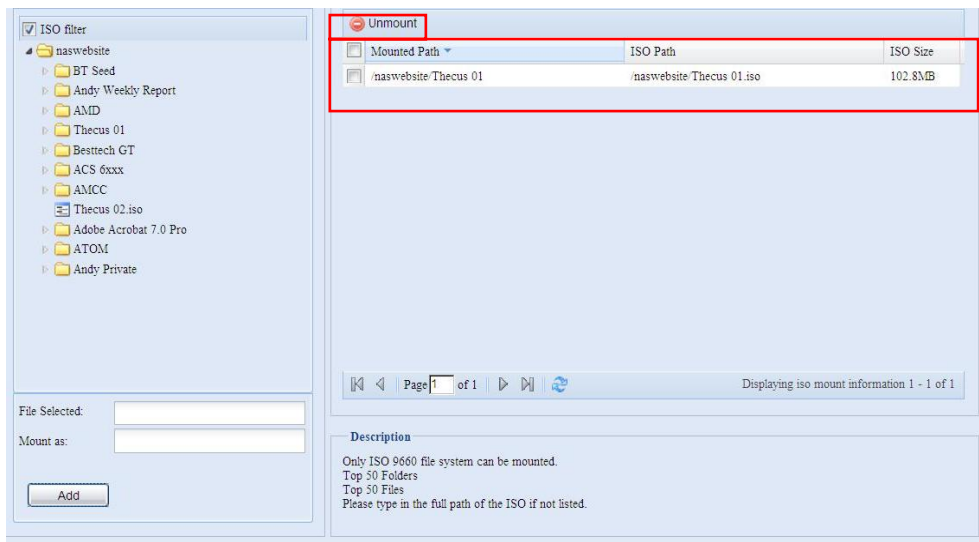 ISO filter
naswebsite
BT Seed
Andy Weekly Report
AMD
Thecus 01
Besttech GT
ACS 6xxx
AMCC
Thecus 02.iso
Adobe Acrobat 7.0 Pro
ATOM
Andy Private
File Selected:
Mount as:
Add
Unmount
Mounted Path ISO Path ISO Size
/naswebsite/Thecus 01 /naswebsite/Thecus 01.iso 102.8MB
Page 1 of 1 Displaying iso mount information 1 - 1 of 1
Description
Only ISO 9660 file system can be mounted.
Top 50 Folders
Top 50 Files
Please type in the full path of the ISO if not listed.